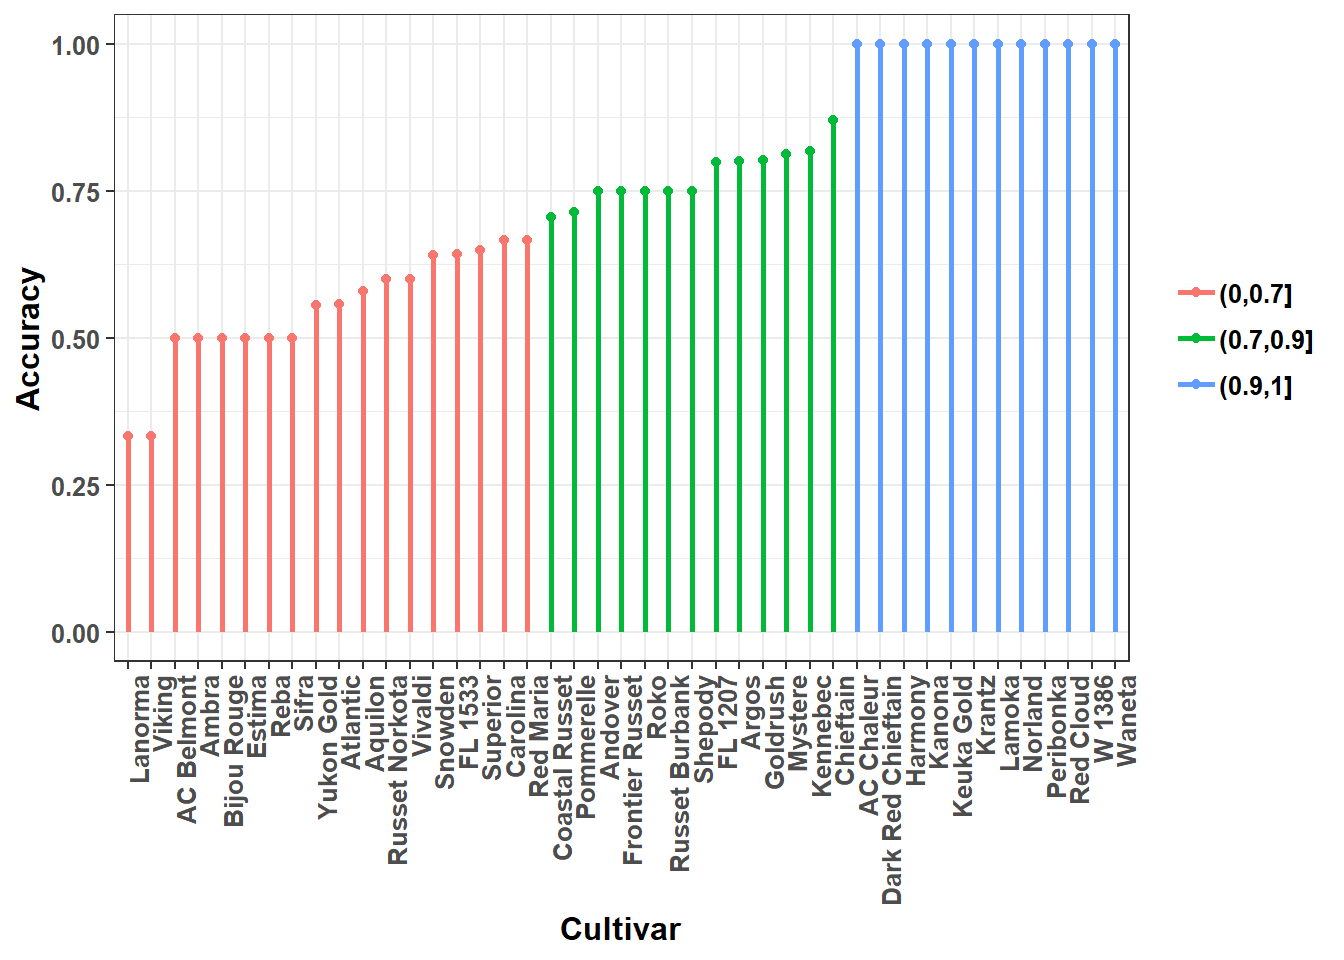 1.00
0.75
0.50
0.25
0.00
Accuracy
Lanorma
Viking
AC Belmont
Ambra
Bijou Rouge
Estima
Reba
Sifra
Yukon Gold
Atlantic
Aquilon
Russet Norkota
Vivaldi
Snowden
FL 1533
Superior
Carolina
Red Maria
Coastal Russet
Pommerelle
Andover
Frontier Russet
Roko
Russet Burbank
Shepody
FL 1207
Argos
Goldrush
Mystere
Kennebec
Chieftain
AC Chaleur
Dark Red Chieftain
Harmony
Kanona
Keuka Gold
Krantz
Lamoka
Norland
Peribonka
Red Cloud
W 1386
Waneta
Cultivar
(0,0.7]
(0.7,0.9]
(0.9,1]